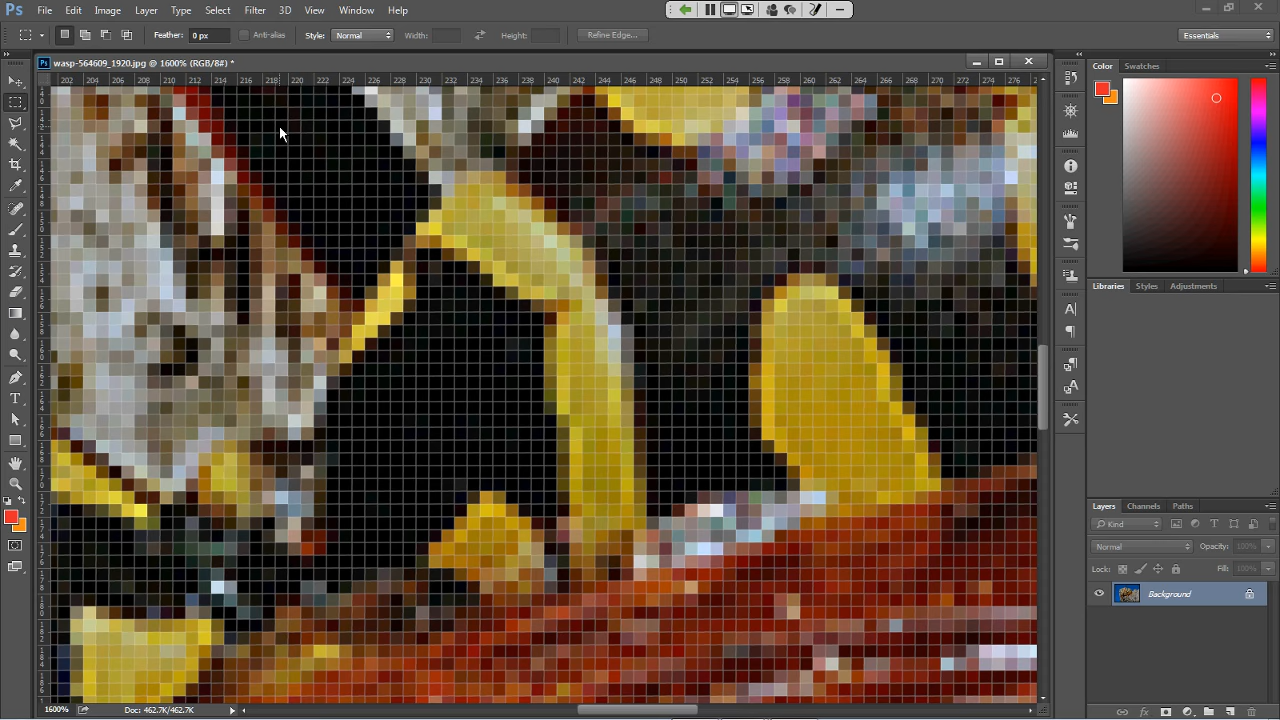 Ps File Edit Image Layer Type Select Filter 3D View Window Help
Feather: 0 px Anti-alias Style: Normal Width: Height: Refine Edge... Essentials
wasp-564609_1920.jpg @ 1600% (RGB/8#) *
202 204 206 208 210 212 214 216 218 220 222 224 226 228 230 232 234 236 238 240 242 244 246 248 250 252 254 256 258 260 262 264 266 268 270 272 274 276
Color Swatches
Libraries Styles Adjustments
Layers Channels Paths
Kind
Normal Opacity: 100%
Lock: Fill: 100%
Background
1600% Doc: 462.7K/462.7K